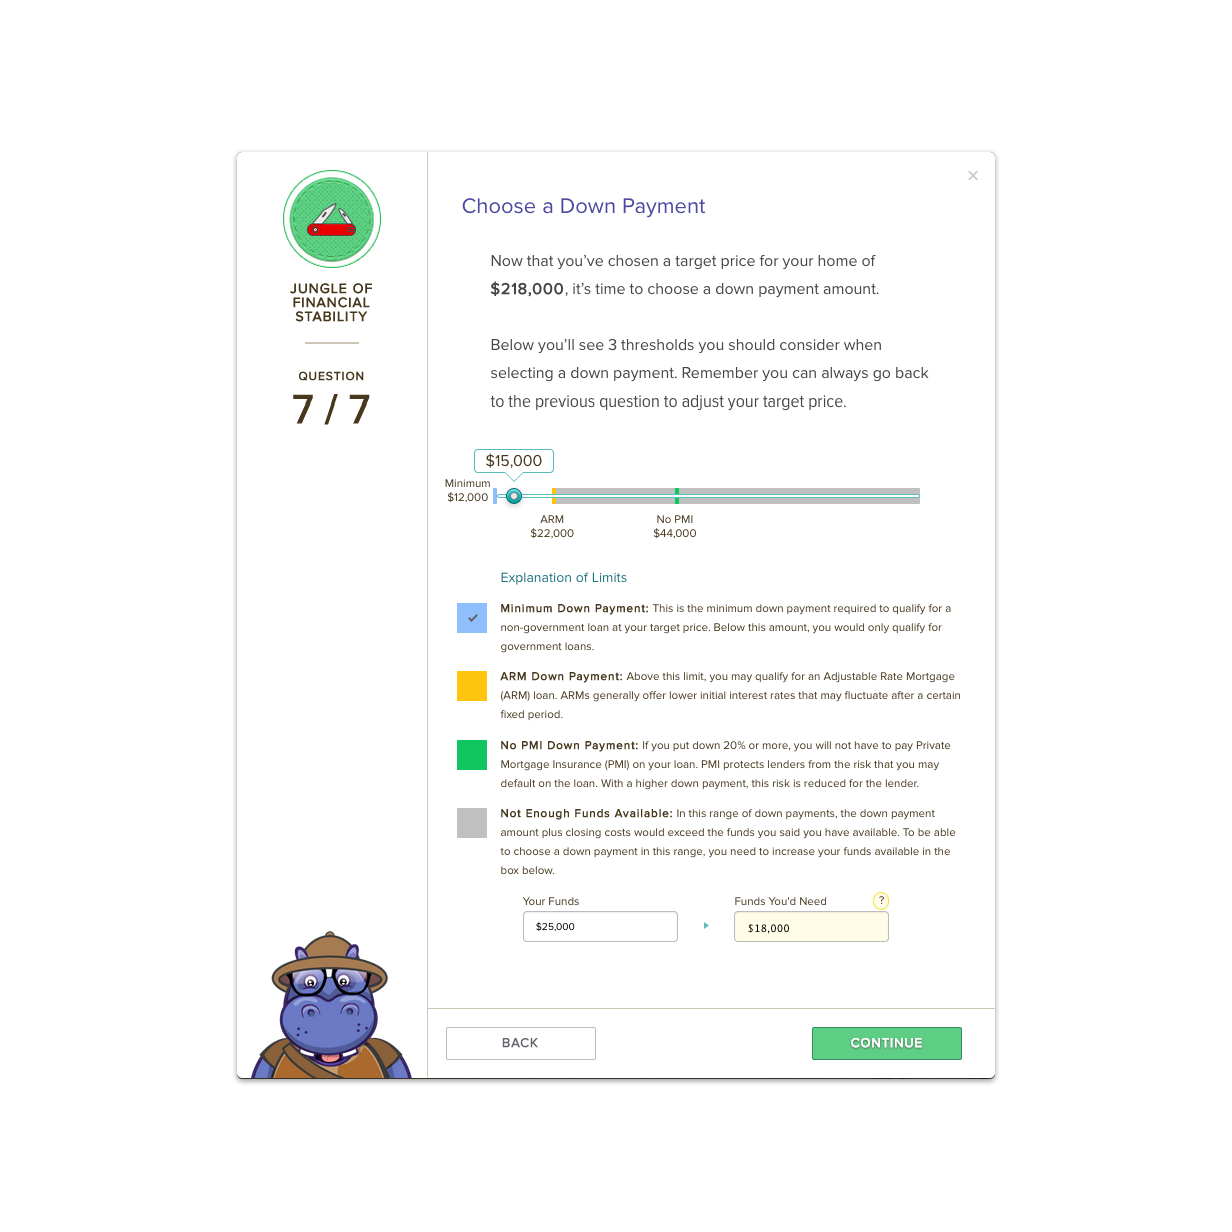 JUNGLE OF
FINANCIAL
STABILITY
QUESTION
7 / 7
×
Choose a Down Payment
Now that you’ve chosen a target price for your home of
$218,000, it’s time to choose a down payment amount.
Below you’ll see 3 thresholds you should consider when
selecting a down payment. Remember you can always go back
to the previous question to adjust your target price.
$15,000
Minimum
$12,000
ARM
$22,000
No PMI
$44,000
Explanation of Limits
Minimum Down Payment: This is the minimum down payment required to qualify for a
non-government loan at your target price. Below this amount, you would only qualify for
government loans.
ARM Down Payment: Above this limit, you may qualify for an Adjustable Rate Mortgage
(ARM) loan. ARMs generally offer lower initial interest rates that may fluctuate after a certain
fixed period.
No PMI Down Payment: If you put down 20% or more, you will not have to pay Private
Mortgage Insurance (PMI) on your loan. PMI protects lenders from the risk that you may
default on the loan. With a higher down payment, this risk is reduced for the lender.
Not Enough Funds Available: In this range of down payments, the down payment
amount plus closing costs would exceed the funds you said you have available. To be able
to choose a down payment in this range, you need to increase your funds available in the
box below.
Your Funds
$25,000
Funds You'd Need
?
$18,000
BACK
CONTINUE